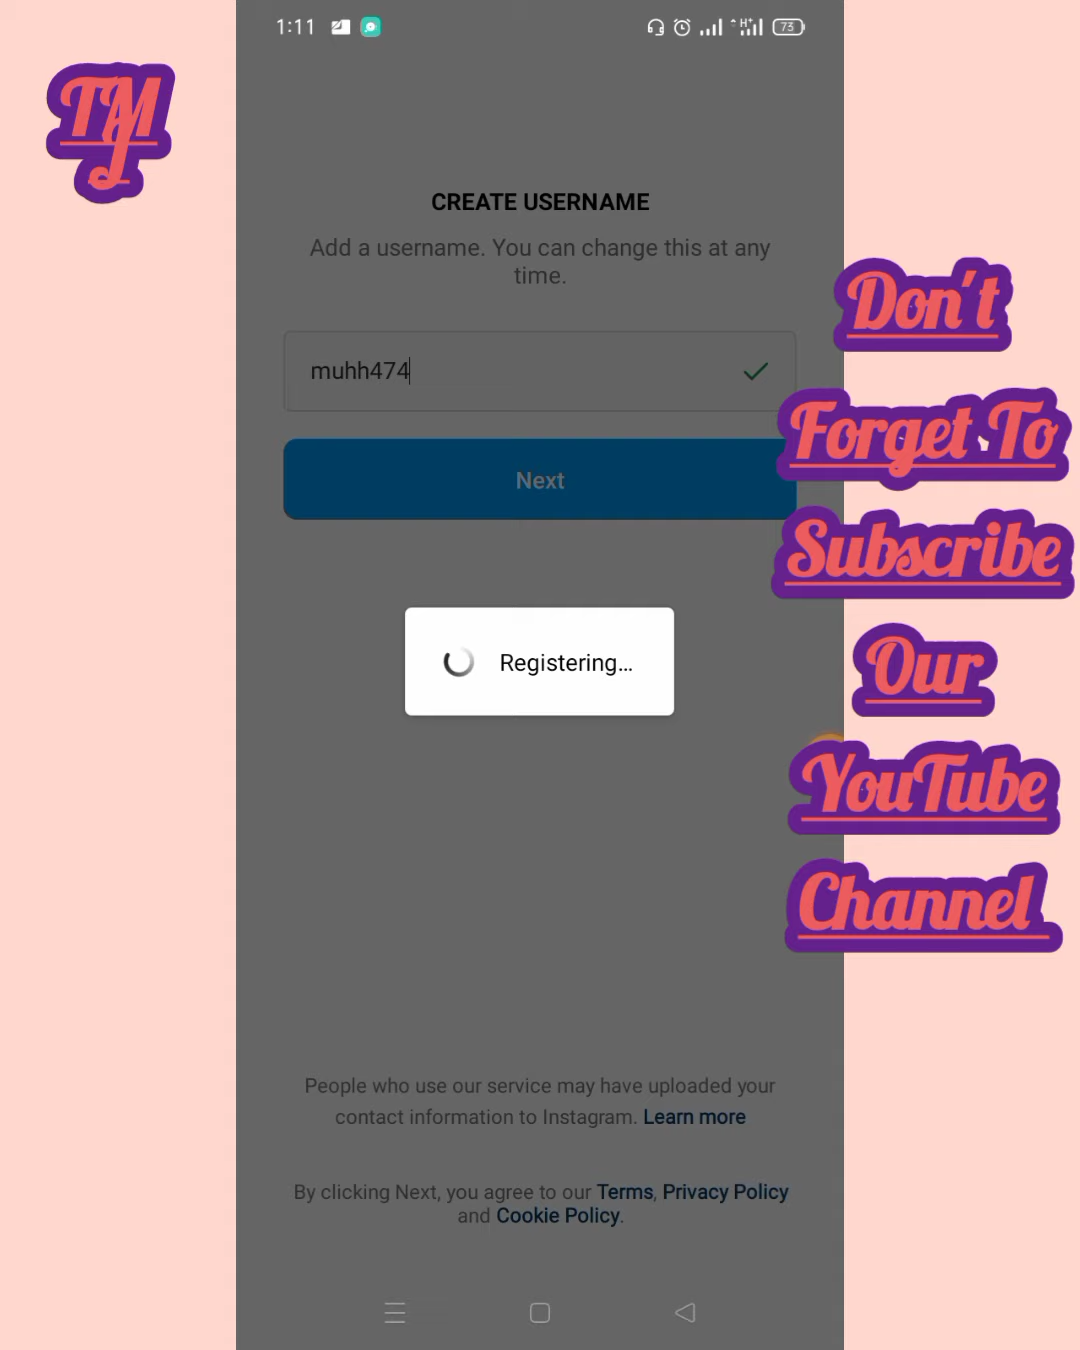 1:11
H+
73
TM
J
CREATE USERNAME
Add a username. You can change this at any
time.
muhh474
Next
Registering...
Don't
Forget To
Subscribe
Our
YouTube
Channel
People who use our service may have uploaded your
contact information to Instagram. Learn more
By clicking Next, you agree to our Terms, Privacy Policy
and Cookie Policy.